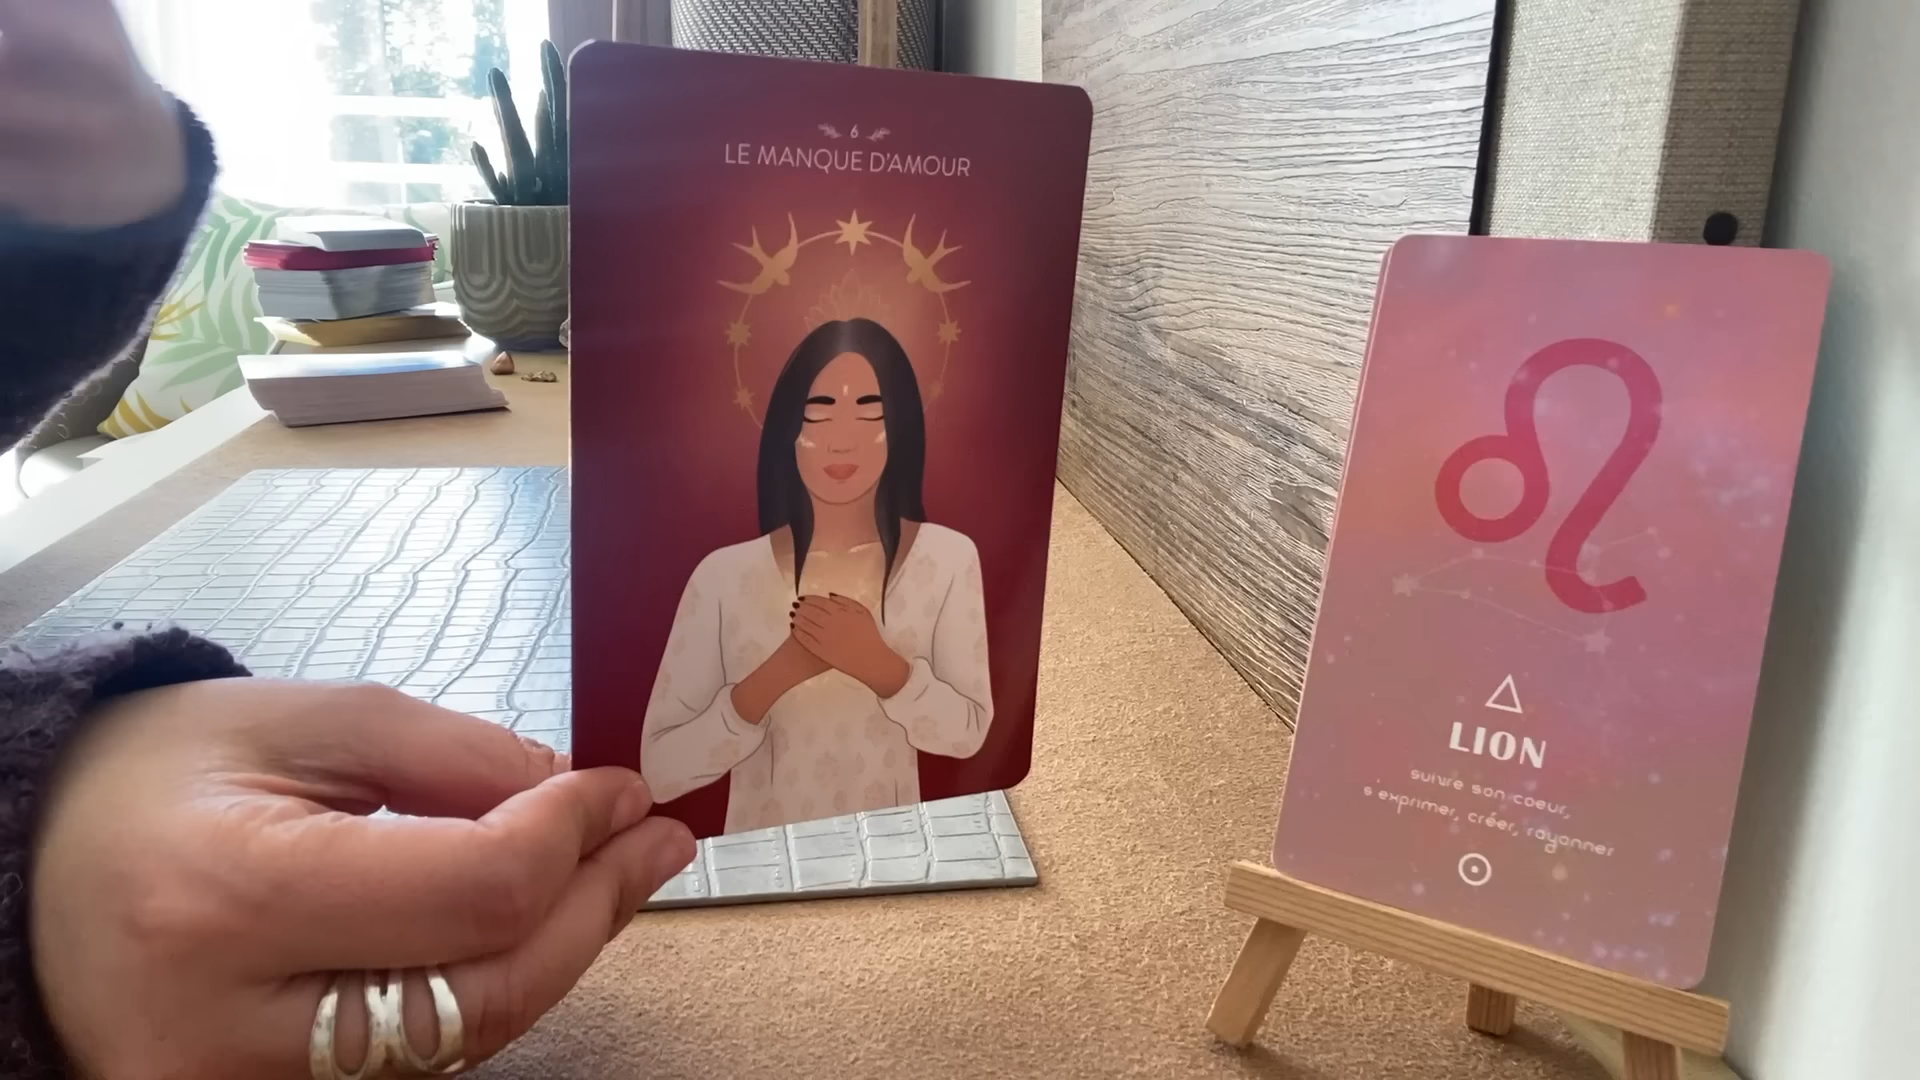 6
LE MANQUE D'AMOUR
LION
suivre son coeur,
s'exprimer, créer, rayonner